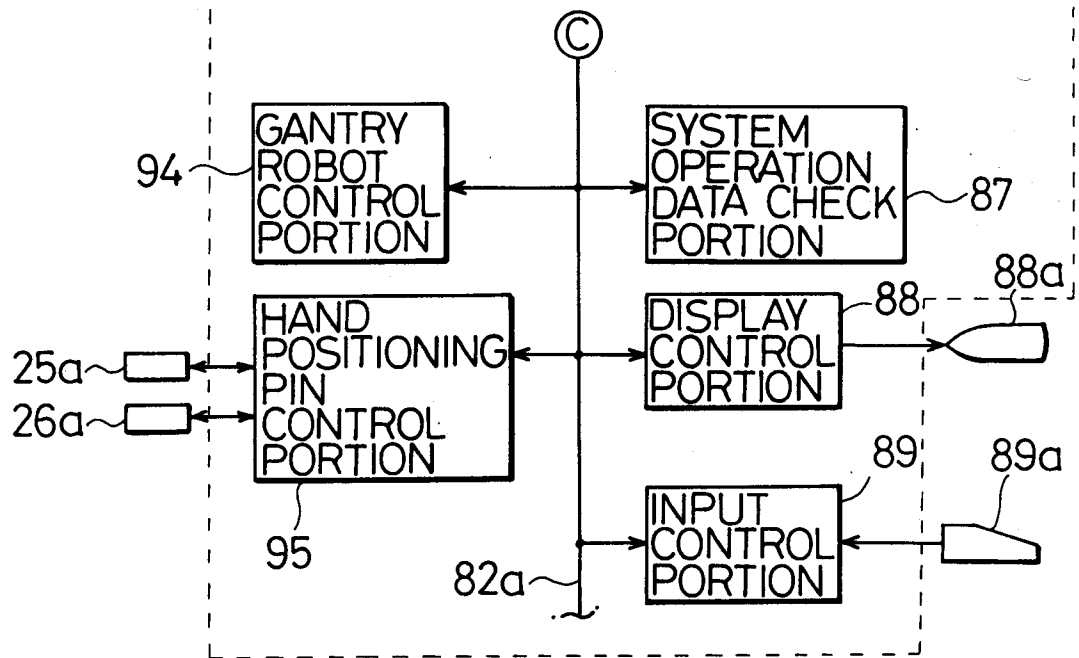 C
GANTRY
ROBOT
CONTROL
PORTION
94
SYSTEM
OPERATION
DATA CHECK
PORTION
87
HAND
POSITIONING
PIN
CONTROL
PORTION
25a
26a
95
DISPLAY
CONTROL
PORTION
88
88a
INPUT
CONTROL
PORTION
89
89a
82a